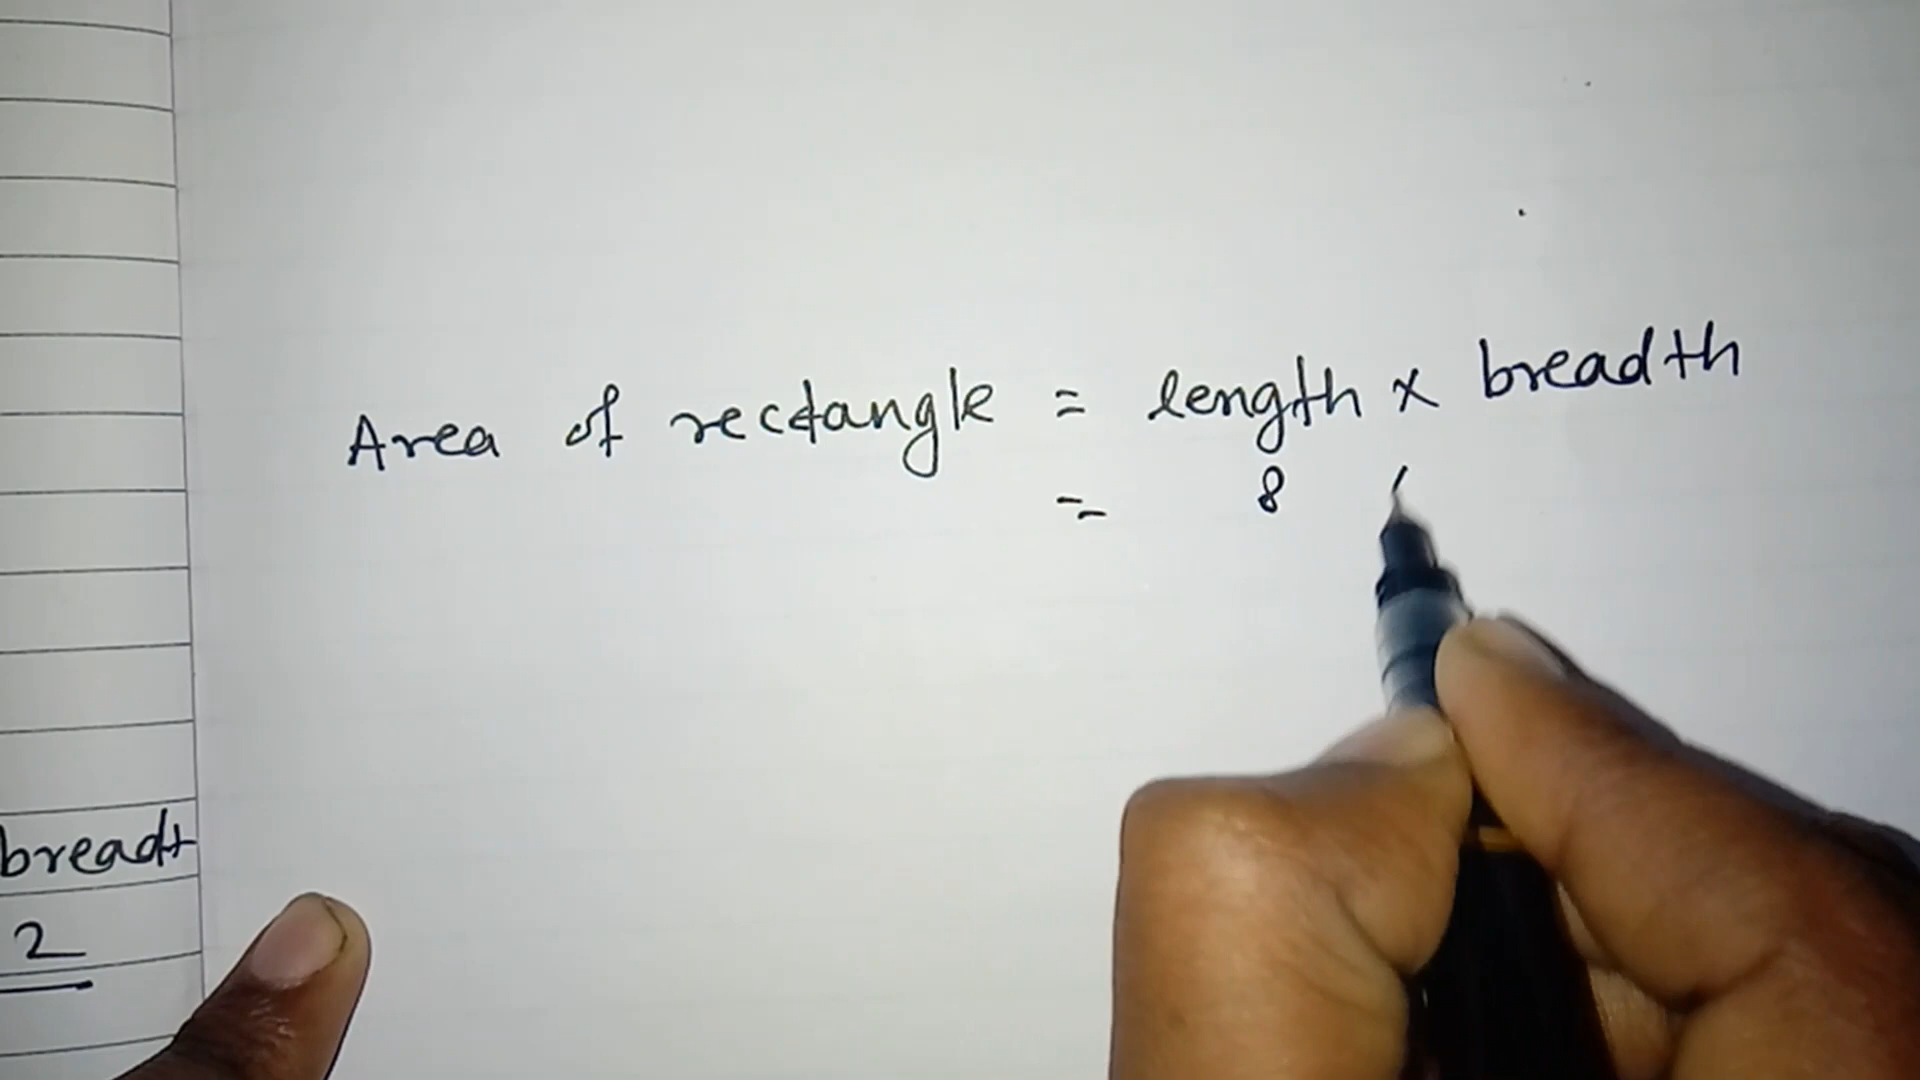 Area of rectangle = length × breadth
= 8
breadt
2